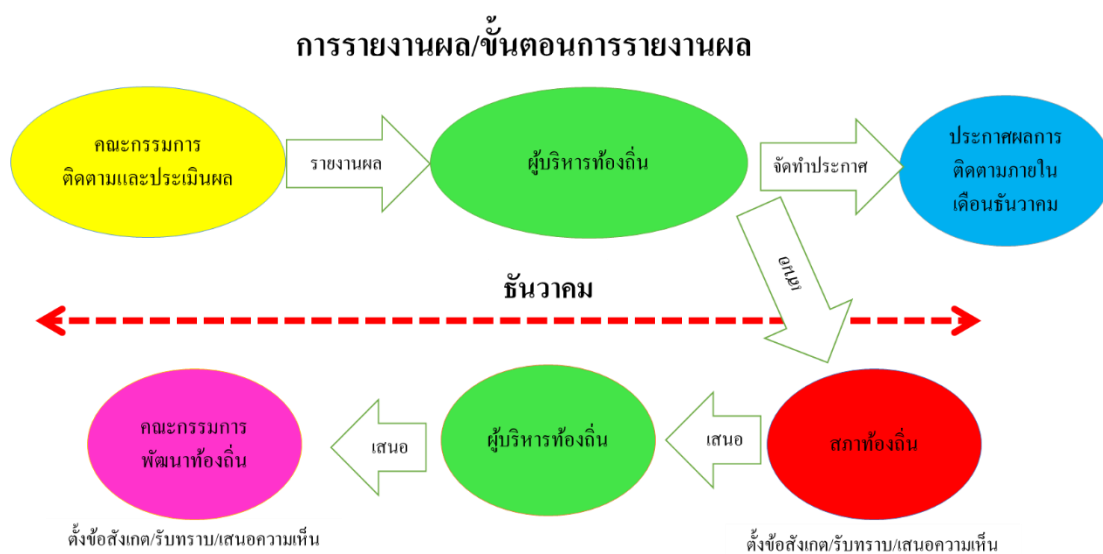 การรายงานผล/ขั้นตอนการรายงานผล
คณะกรรมการ
ติดตามและประเมินผล
รายงานผล
ผู้บริหารท้องถิ่น
จัดทำประกาศ
ประกาศผลการ
ติดตามภายใน
เดือนธันวาคม
เสนอ
ธันวาคม
คณะกรรมการ
พัฒนาท้องถิ่น
เสนอ
ผู้บริหารท้องถิ่น
เสนอ
สภาท้องถิ่น
ตั้งข้อสังเกต/รับทราบ/เสนอความเห็น
ตั้งข้อสังเกต/รับทราบ/เสนอความเห็น